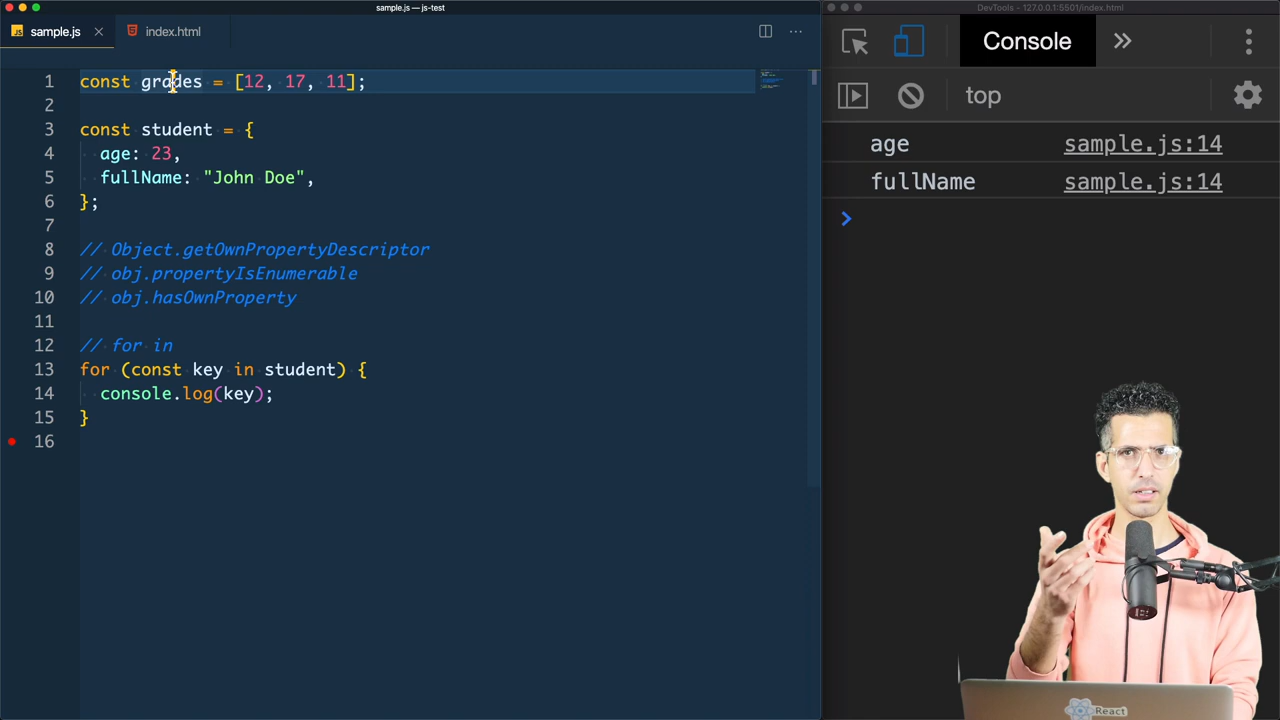 sample.js — js-test
JS sample.js × index.html
1 const grades = [12, 17, 11];
2
3 const student = {
4 age: 23,
5 fullName: "John Doe",
6 };
7
8 // Object.getOwnPropertyDescriptor
9 // obj.propertyIsEnumerable
10 // obj.hasOwnProperty
11
12 // for in
13 for (const key in student) {
14 console.log(key);
15 }
16
DevTools - 127.0.0.1:5501/index.html
Console
top
age sample.js:14
fullName sample.js:14
React